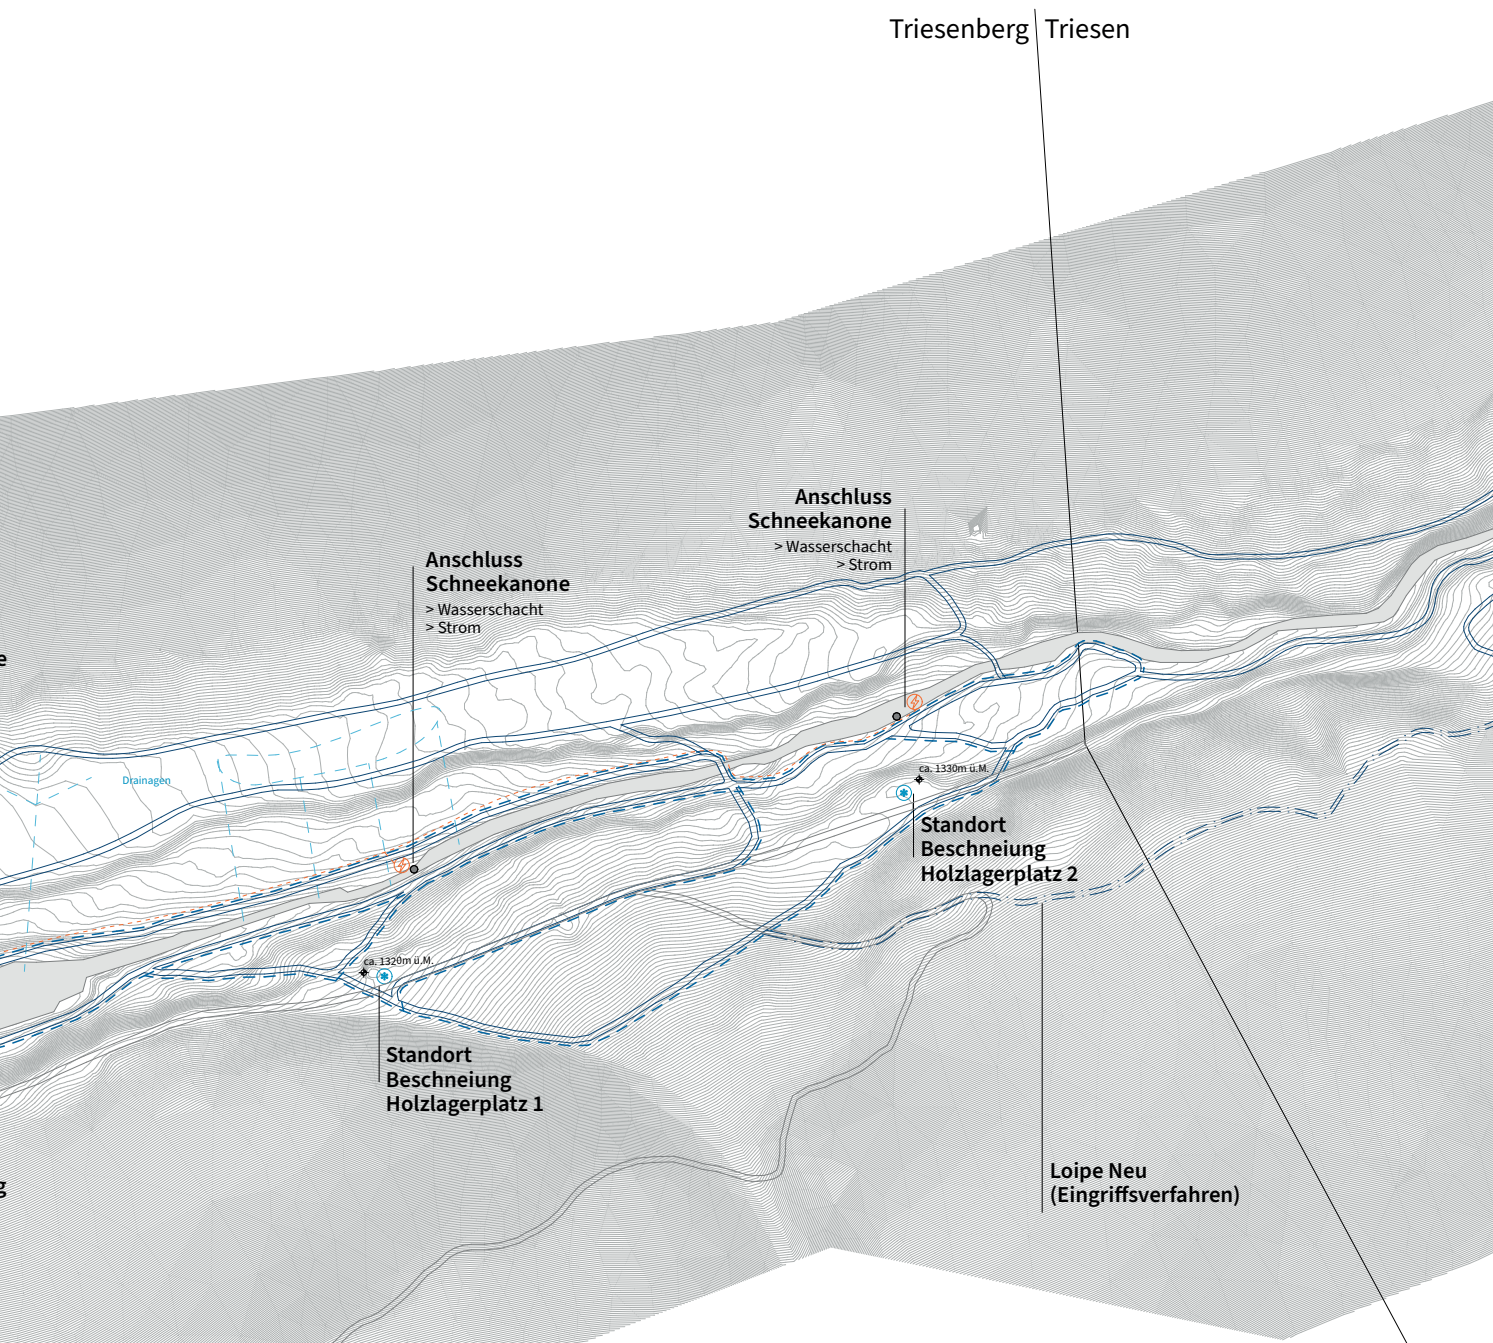 Triesenberg
Triesen
Anschluss
Schneekanone
> Wasserschacht
> Strom
Anschluss
Schneekanone
> Wasserschacht
> Strom
e
Drainagen
ca. 1330m ü.M.
Standort
Beschneiung
Holzlagerplatz 2
ca. 1320m ü.M.
Standort
Beschneiung
Holzlagerplatz 1
Loipe Neu
(Eingriffsverfahren)
g